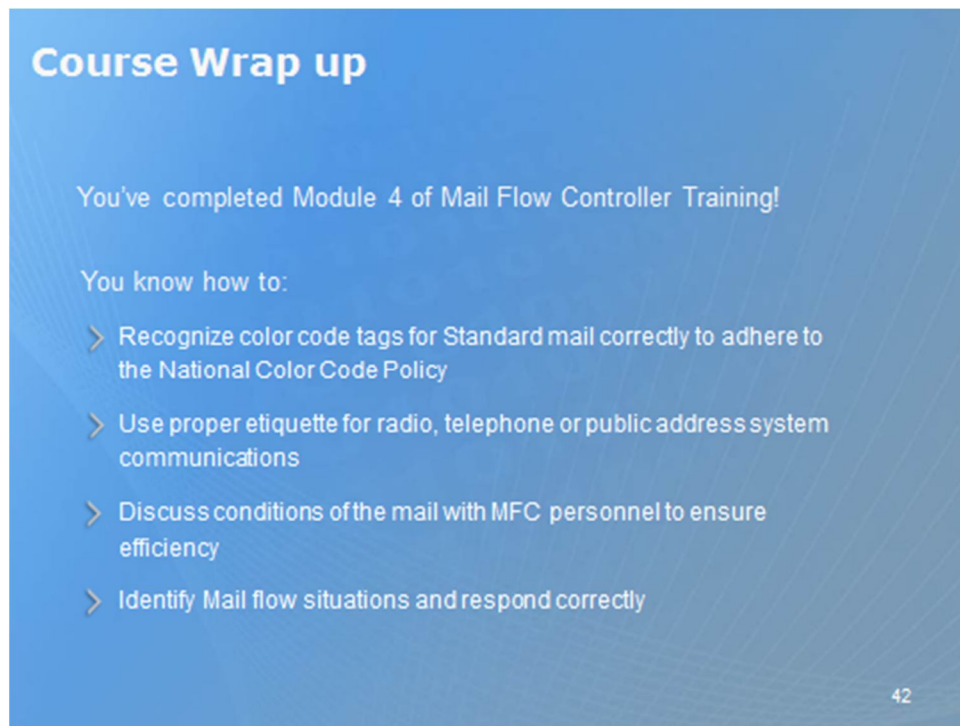 Course Wrap up
You've completed Module 4 of Mail Flow Controller Training!
You know how to:
Recognize color code tags for Standard mail correctly to adhere to
the National Color Code Policy
Use proper etiquette for radio, telephone or public address system
communications
Discuss conditions of the mail with MFC personnel to ensure
efficiency
Identify Mail flow situations and respond correctly
42